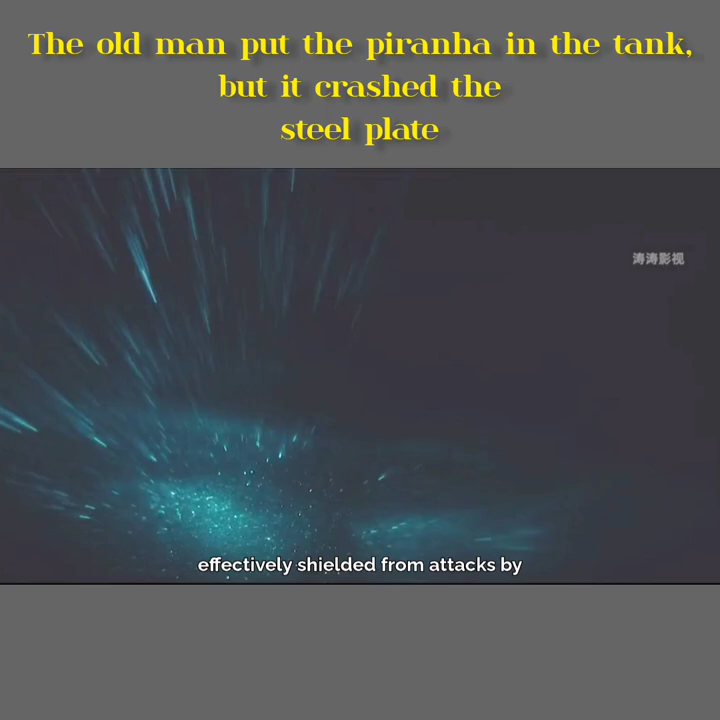 The old man put the piranha in the tank,
but it crashed the
steel plate
涛涛影视
effectively shielded from attacks by